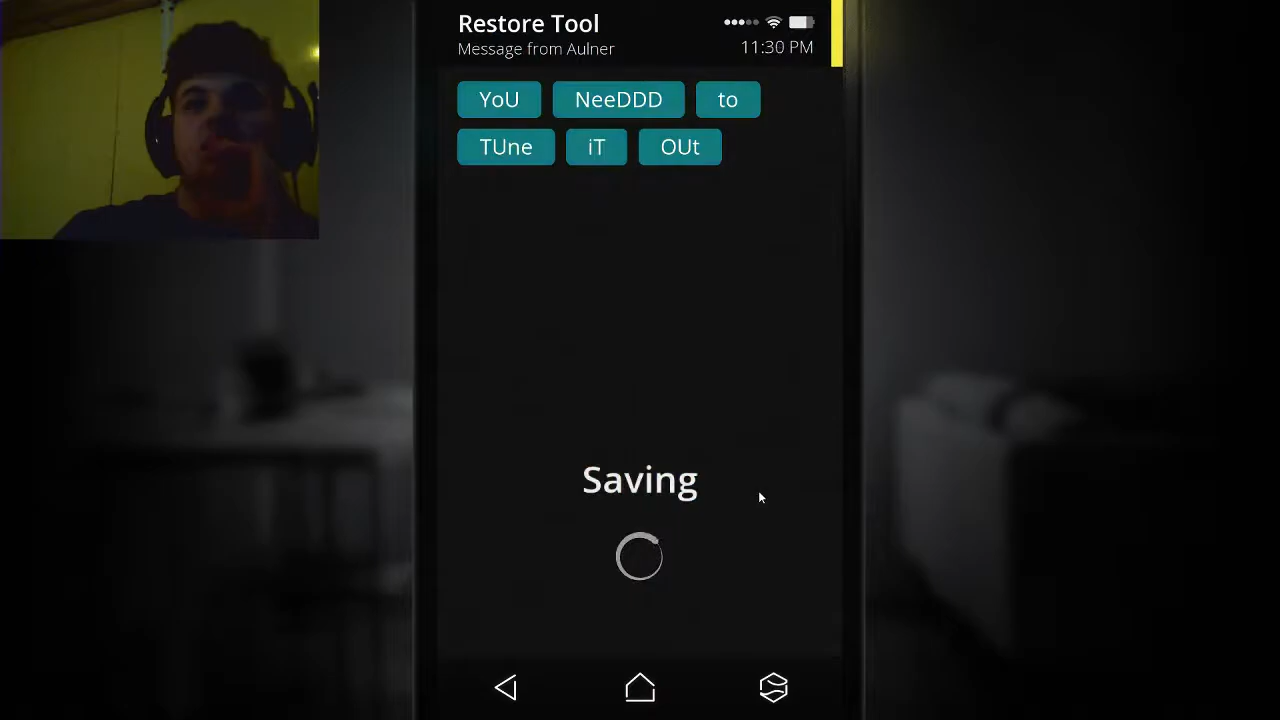 Restore Tool
Message from Aulner
11:30 PM
YoU NeeDDD to
TUne iT OUt
Saving